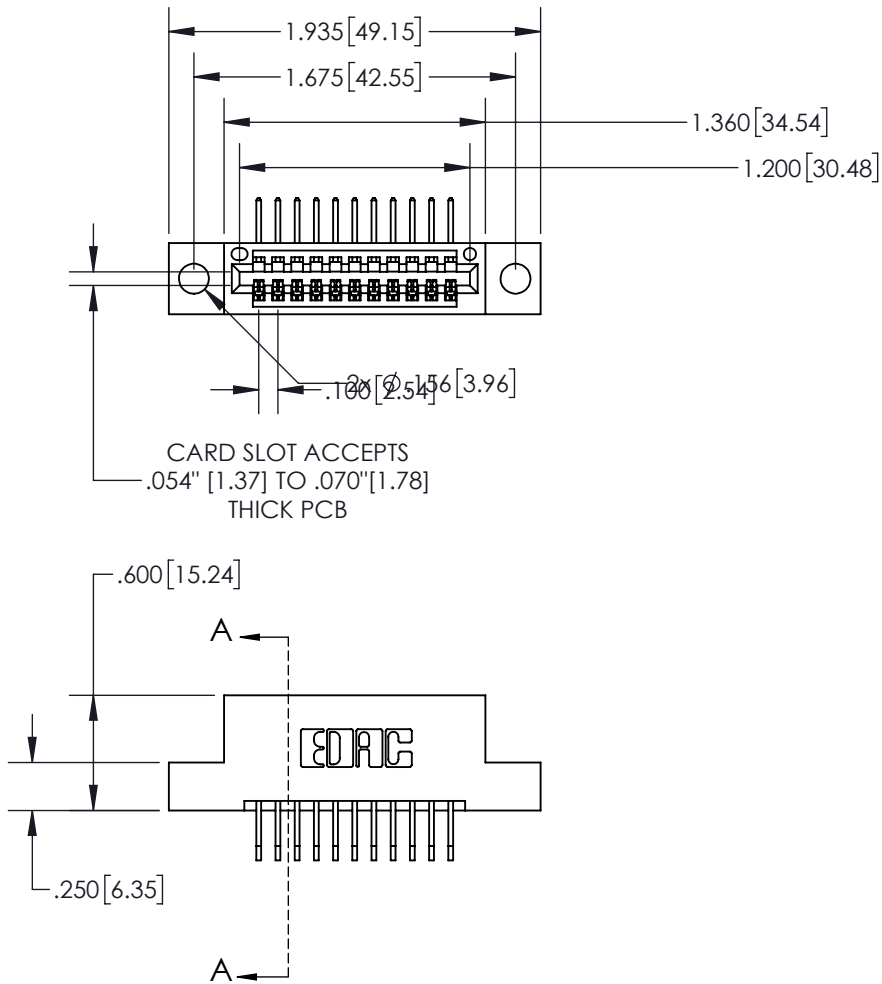 1.935[49.15]
1.675[42.55]
1.360[34.54]
1.200[30.48]
2x ⌀ .156 [3.96]
.100[2.54]
CARD SLOT ACCEPTS
.054" [1.37] TO .070"[1.78]
THICK PCB
.600[15.24]
A
EDAC
.250[6.35]
A